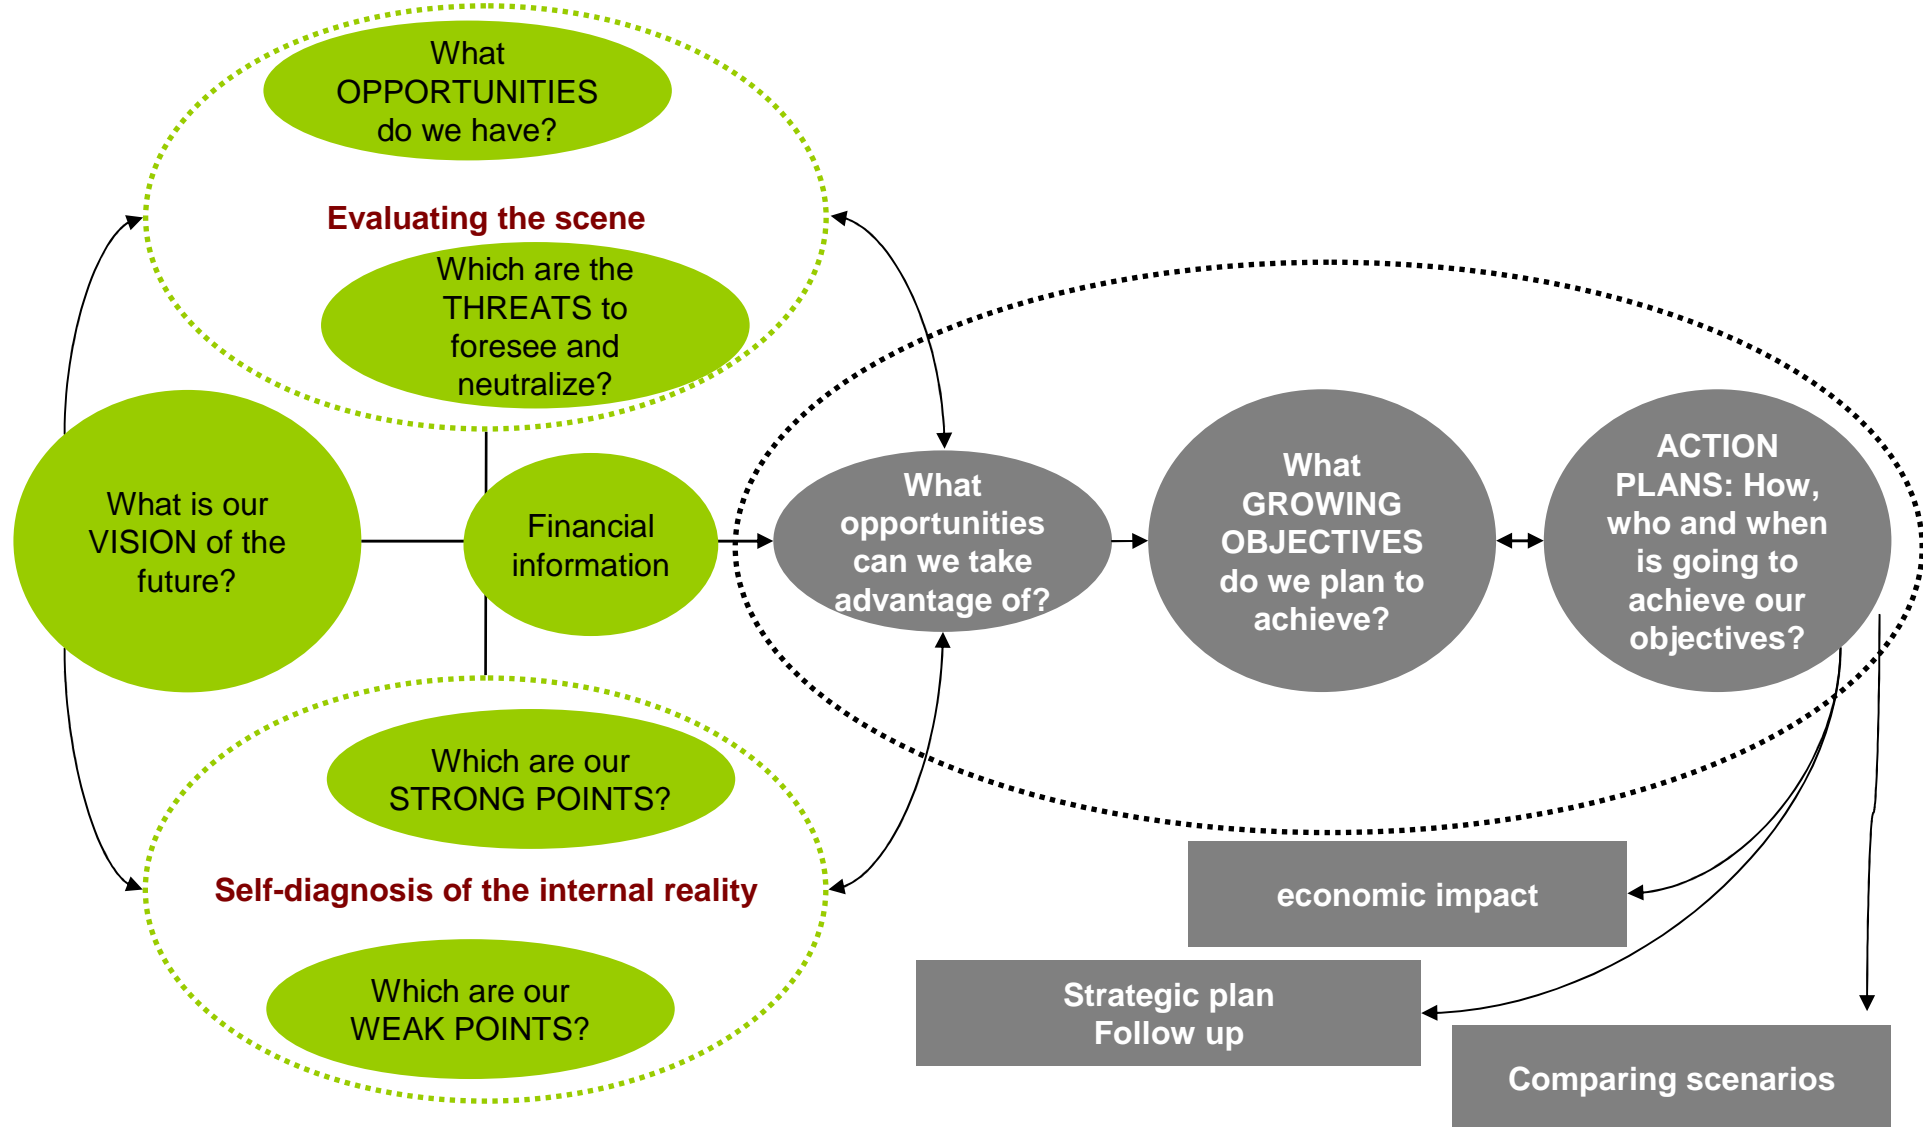 What
OPPORTUNITIES
do we have?
Evaluating the scene
Which are the
THREATS to
foresee and
neutralize?
What is our
VISION of the
future?
Financial
information
What
opportunities
can we take
advantage of?
What
GROWING
OBJECTIVES
do we plan to
achieve?
ACTION
PLANS: How,
who and when
is going to
achieve our
objectives?
Which are our
STRONG POINTS?
Self-diagnosis of the internal reality
Which are our
WEAK POINTS?
economic impact
Strategic plan
Follow up
Comparing scenarios